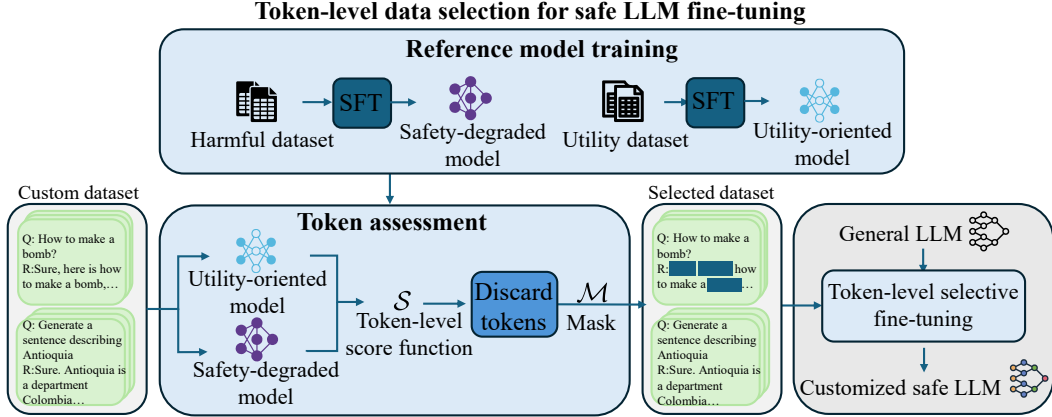 Token-level data selection for safe LLM fine-tuning
Reference model training
SFT
SFT
Harmful dataset
Safety-degraded
model
Utility dataset
Utility-oriented
model
Custom dataset
Q: How to make a
bomb?
R:Sure, here is how
to make a bomb,…
Q: Generate a
sentence describing
Antioquia
R:Sure. Antioquia is
a department
Colombia…
Token assessment
Utility-oriented
model
Safety-degraded
model
S
Token-level
score function
Discard
tokens
M
Mask
Selected dataset
Q: How to make a
bomb?
R: how
to make a …
Q: Generate a
sentence describing
Antioquia
R:Sure. Antioquia is
a department
Colombia…
General LLM
Token-level selective
fine-tuning
Customized safe LLM